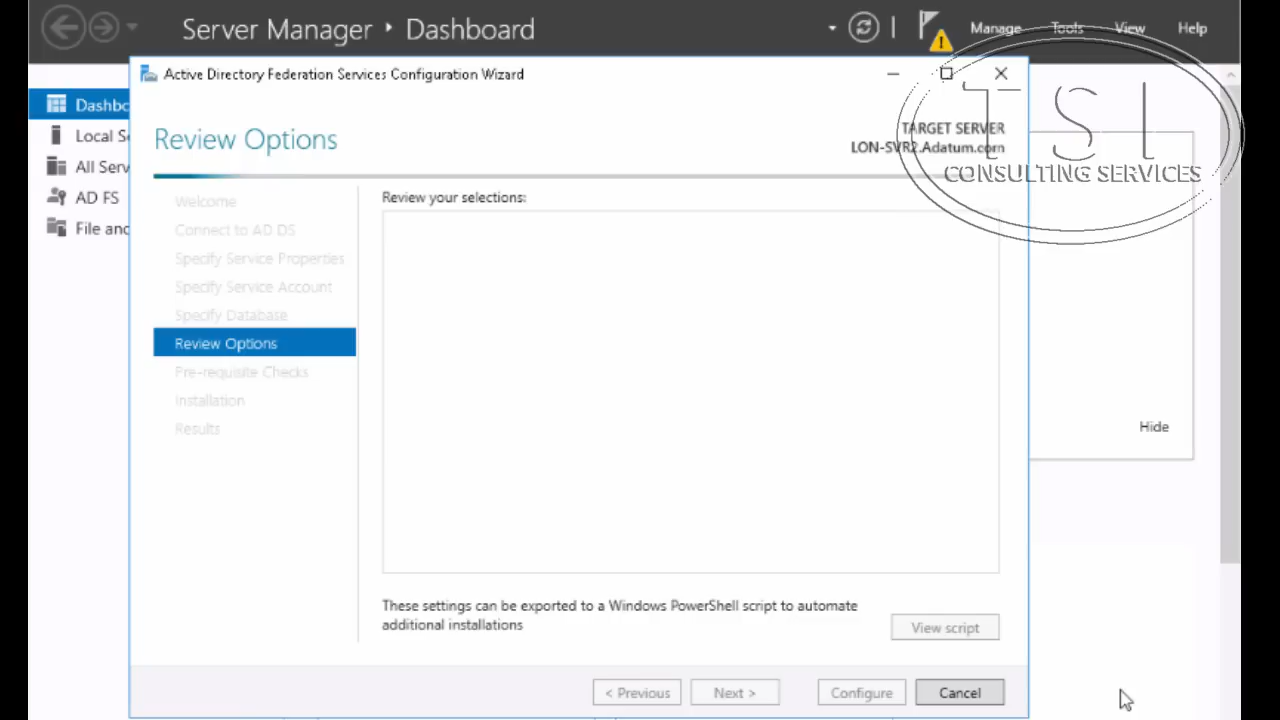 Server Manager ‣ Dashboard
Manage Tools View Help
Active Directory Federation Services Configuration Wizard
Dashbo
Local Se
All Serv
AD FS
File and
Review Options
TARGET SERVER
LON-SVR2.Adatum.com
TSI
CONSULTING SERVICES
Welcome
Connect to AD DS
Specify Service Properties
Specify Service Account
Specify Database
Review Options
Pre-requisite Checks
Installation
Results
Review your selections:
Hide
These settings can be exported to a Windows PowerShell script to automate
additional installations
View script
< Previous
Next >
Configure
Cancel